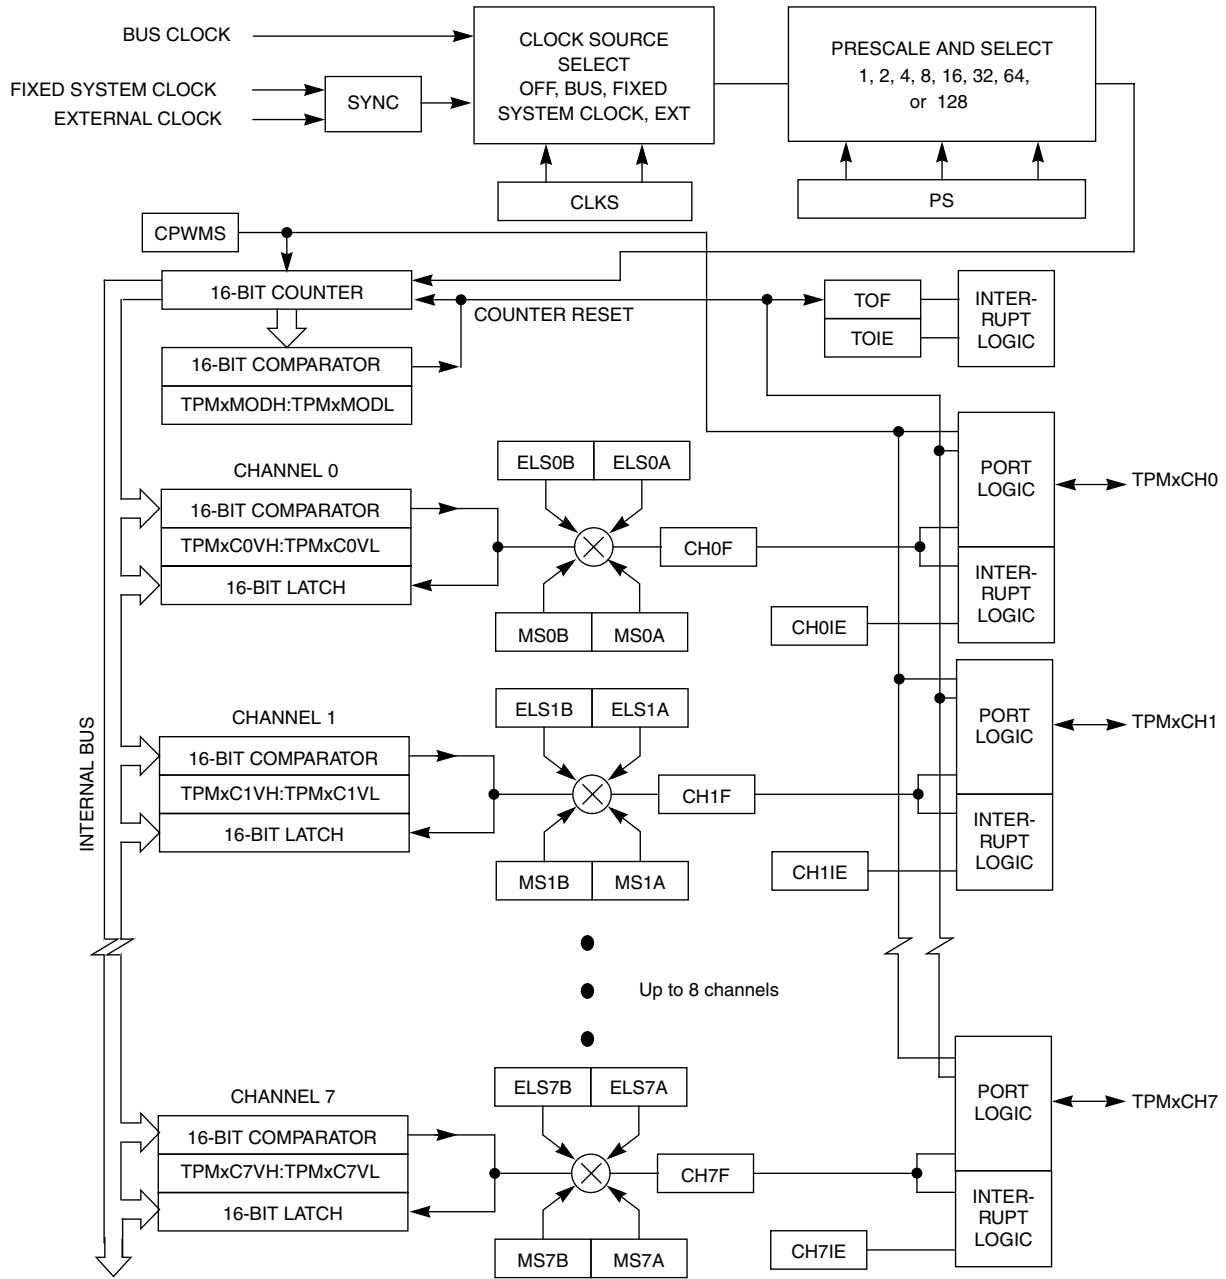 BUS CLOCK
FIXED SYSTEM CLOCK
EXTERNAL CLOCK
SYNC
CLOCK SOURCE
SELECT
OFF, BUS, FIXED
SYSTEM CLOCK, EXT
PRESCALE AND SELECT
1, 2, 4, 8, 16, 32, 64,
or 128
CLKS
PS
CPWMS
16-BIT COUNTER
COUNTER RESET
TOF
TOIE
INTER-
RUPT
LOGIC
16-BIT COMPARATOR
TPMxMODH:TPMxMODL
CHANNEL 0
16-BIT COMPARATOR
TPMxC0VH:TPMxC0VL
16-BIT LATCH
ELS0B
ELS0A
MS0B
MS0A
CH0F
CH0IE
PORT
LOGIC
INTER-
RUPT
LOGIC
TPMxCH0
INTERNAL BUS
CHANNEL 1
16-BIT COMPARATOR
TPMxC1VH:TPMxC1VL
16-BIT LATCH
ELS1B
ELS1A
MS1B
MS1A
CH1F
CH1IE
PORT
LOGIC
INTER-
RUPT
LOGIC
TPMxCH1
Up to 8 channels
CHANNEL 7
16-BIT COMPARATOR
TPMxC7VH:TPMxC7VL
16-BIT LATCH
ELS7B
ELS7A
MS7B
MS7A
CH7F
CH7IE
PORT
LOGIC
INTER-
RUPT
LOGIC
TPMxCH7